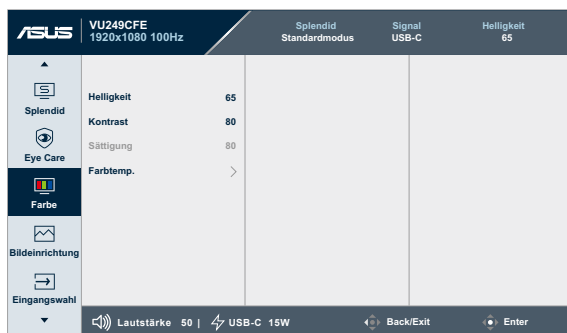 ASUS
VU249CFE
1920x1080 100Hz
Splendid
Standardmodus
Signal
USB-C
Helligkeit
65
Splendid
Eye Care
Farbe
Bildeinrichtung
Eingangswahl
Helligkeit 65
Kontrast 80
Sättigung 80
Farbtemp.
Lautstärke 50 | USB-C 15W Back/Exit Enter